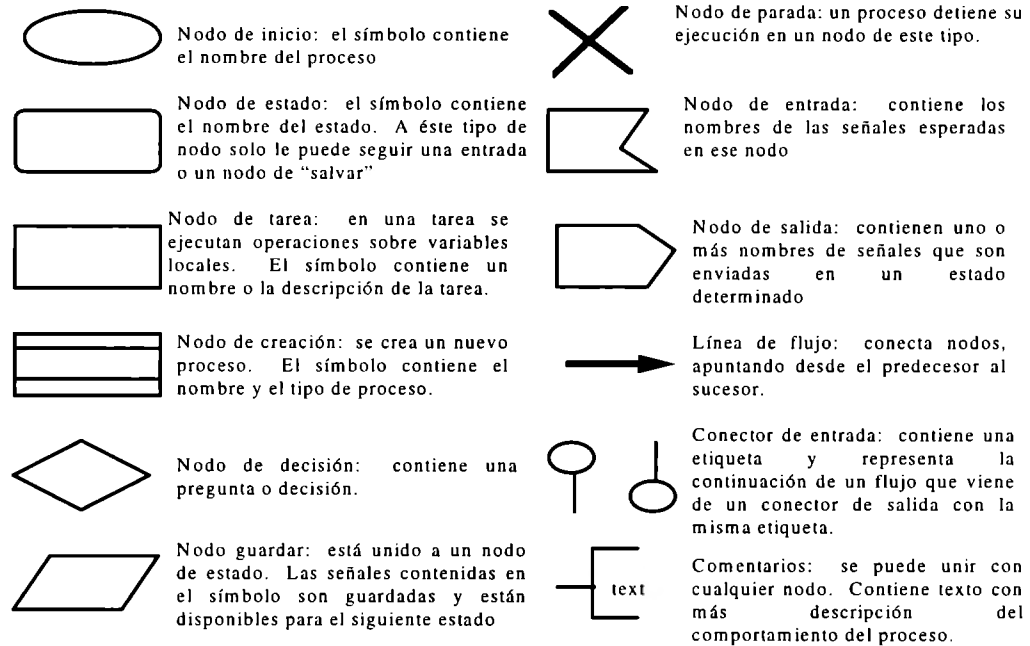 Nodo de inicio: el símbolo contiene
el nombre del proceso
Nodo de parada: un proceso detiene su
ejecución en un nodo de este tipo.
Nodo de estado: el símbolo contiene
el nombre del estado. A éste tipo de
nodo solo le puede seguir una entrada
o un nodo de “salvar”
Nodo de entrada: contiene los
nombres de las señales esperadas
en ese nodo
Nodo de tarea: en una tarea se
ejecutan operaciones sobre variables
locales. El símbolo contiene un
nombre o la descripción de la tarea.
Nodo de salida: contienen uno o
más nombres de señales que son
enviadas en un estado
determinado
Nodo de creación: se crea un nuevo
proceso. El símbolo contiene el
nombre y el tipo de proceso.
Línea de flujo: conecta nodos,
apuntando desde el predecesor al
sucesor.
Nodo de decisión: contiene una
pregunta o decisión.
Conector de entrada: contiene una
etiqueta y representa la
continuación de un flujo que viene
de un conector de salida con la
misma etiqueta.
Nodo guardar: está unido a un nodo
de estado. Las señales contenidas en
el símbolo son guardadas y están
disponibles para el siguiente estado
text
Comentarios: se puede unir con
cualquier nodo. Contiene texto con
más descripción del
comportamiento del proceso.